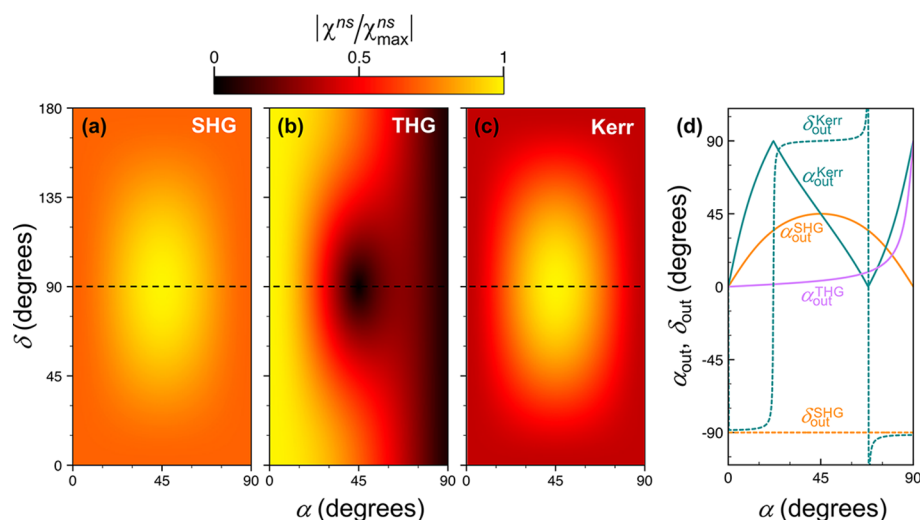 |χ^ns/χ^ns_max|
0 0.5 1
(a) SHG (b) THG (c) Kerr (d)
180
135
90
45
0
δ (degrees)
0 45 90 0 45 90 0 45 90
α (degrees)
δ^Kerr_out
α^Kerr_out
α^SHG_out
α^THG_out
δ^SHG_out
90
45
0
-45
-90
α_out, δ_out (degrees)
0 45 90
α (degrees)